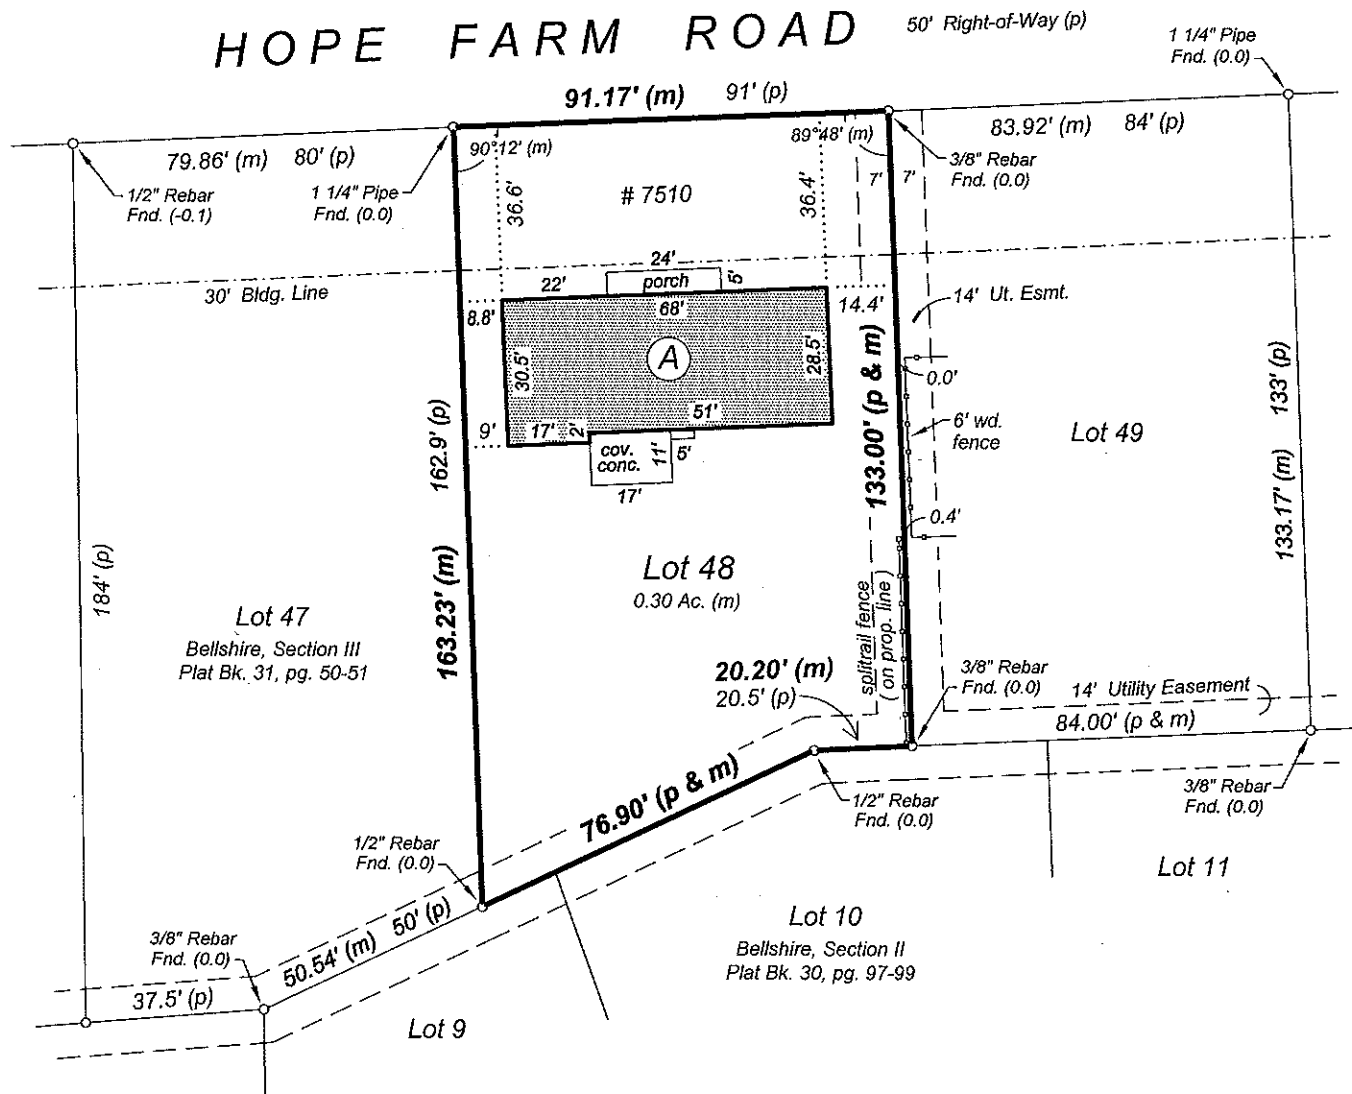 HOPE FARM ROAD
50' Right-of-Way (p)
1 1/4" Pipe
Fnd. (0.0)
91.17' (m) 91' (p)
79.86' (m) 80' (p)
90°12' (m)
89°48' (m)
83.92' (m) 84' (p)
1/2" Rebar
Fnd. (-0.1)
1 1/4" Pipe
Fnd. (0.0)
3/8" Rebar
Fnd. (0.0)
36.6'
# 7510
36.4'
7'
7'
30' Bldg. Line
24'
22'
porch
5'
68'
8.8'
14.4'
14' Ut. Esmt.
30.5'
A
28.5'
0.0'
133' (p)
133.17' (m)
133.00' (p & m)
162.9' (p)
163.23' (m)
9'
17'
2'
51'
cov.
conc.
11'
5'
17'
6' wd.
fence
Lot 49
0.4'
184' (p)
Lot 48
0.30 Ac. (m)
Lot 47
Bellshire, Section III
Plat Bk. 31, pg. 50-51
splitrail fence
( on prop. line )
20.20' (m)
20.5' (p)
3/8" Rebar
Fnd. (0.0)
14' Utility Easement
84.00' (p & m)
76.90' (p & m)
1/2" Rebar
Fnd. (0.0)
3/8" Rebar
Fnd. (0.0)
1/2" Rebar
Fnd. (0.0)
Lot 11
Lot 10
Bellshire, Section II
Plat Bk. 30, pg. 97-99
3/8" Rebar
Fnd. (0.0)
50.54' (m) 50' (p)
37.5' (p)
Lot 9